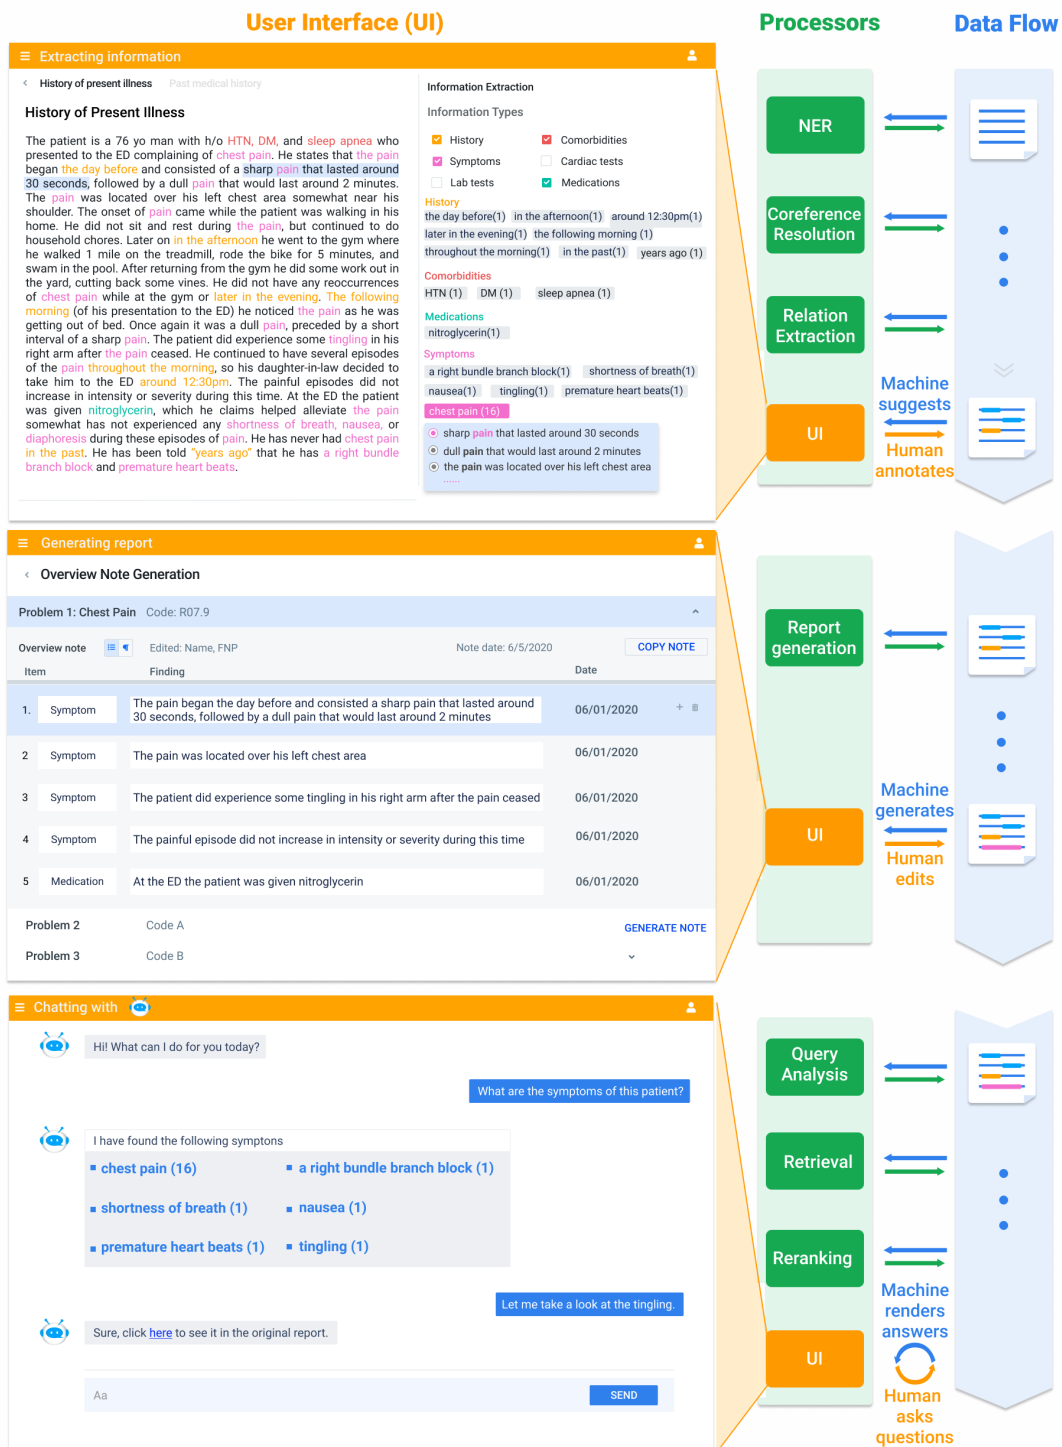 User Interface (UI)
Processors
Data Flow
Extracting information
History of present illness
Past medical history
History of Present Illness
The patient is a 76 yo man with h/o HTN, DM, and sleep apnea who
presented to the ED complaining of chest pain. He states that the pain
began the day before and consisted of a sharp pain that lasted around
30 seconds, followed by a dull pain that would last around 2 minutes.
The pain was located over his left chest area somewhat near his
shoulder. The onset of pain came while the patient was walking in his
home. He did not sit and rest during the pain, but continued to do
household chores. Later on in the afternoon he went to the gym where
he walked 1 mile on the treadmill, rode the bike for 5 minutes, and
swam in the pool. After returning from the gym he did some work out in
the yard, cutting back some vines. He did not have any reoccurrences
of chest pain while at the gym or later in the evening. The following
morning (of his presentation to the ED) he noticed the pain as he was
getting out of bed. Once again it was a dull pain, preceded by a short
interval of a sharp pain. The patient did experience some tingling in his
right arm after the pain ceased. He continued to have several episodes
of the pain throughout the morning, so his daughter-in-law decided to
take him to the ED around 12:30pm. The painful episodes did not
increase in intensity or severity during this time. At the ED the patient
was given nitroglycerin, which he claims helped alleviate the pain
somewhat has not experienced any shortness of breath, nausea, or
diaphoresis during these episodes of pain. He has never had chest pain
in the past. He has been told "years ago" that he has a right bundle
branch block and premature heart beats.
Information Extraction
Information Types
History
Comorbidities
Symptoms
Cardiac tests
Lab tests
Medications
History
the day before(1) in the afternoon(1) around 12:30pm(1)
later in the evening(1) the following morning (1)
throughout the morning(1) in the past(1) years ago (1)
Comorbidities
HTN (1) DM (1) sleep apnea (1)
Medications
nitroglycerin(1)
Symptoms
a right bundle branch block(1) shortness of breath(1)
nausea(1) tingling(1) premature heart beats(1)
chest pain (16)
sharp pain that lasted around 30 seconds
dull pain that would last around 2 minutes
the pain was located over his left chest area
......
NER
Coreference
Resolution
Relation
Extraction
UI
Machine
suggests
Human
annotates
Generating report
Overview Note Generation
Problem 1: Chest Pain Code: R07.9
Overview note
Edited: Name, FNP
Note date: 6/5/2020
COPY NOTE
Item
Finding
Date
1. Symptom
The pain began the day before and consisted a sharp pain that lasted around
30 seconds, followed by a dull pain that would last around 2 minutes
06/01/2020
2 Symptom The pain was located over his left chest area 06/01/2020
3 Symptom The patient did experience some tingling in his right arm after the pain ceased 06/01/2020
4 Symptom The painful episode did not increase in intensity or severity during this time 06/01/2020
5 Medication At the ED the patient was given nitroglycerin 06/01/2020
Problem 2 Code A
GENERATE NOTE
Problem 3 Code B
Report
generation
UI
Machine
generates
Human
edits
Chatting with
Hi! What can I do for you today?
What are the symptoms of this patient?
I have found the following symptons
chest pain (16)
a right bundle branch block (1)
shortness of breath (1)
nausea (1)
premature heart beats (1)
tingling (1)
Let me take a look at the tingling.
Sure, click here to see it in the original report.
Aa
SEND
Query
Analysis
Retrieval
Reranking
UI
Machine
renders
answers
Human
asks
questions